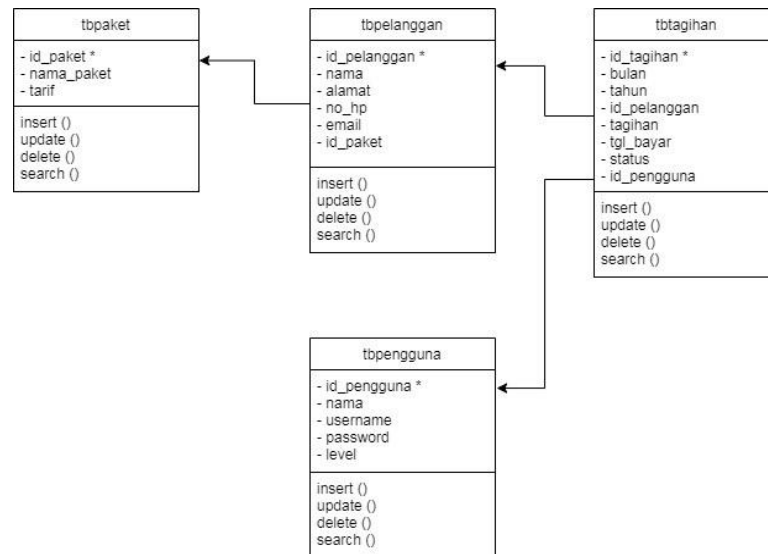 tbpaket
- id_paket *
- nama_paket
- tarif
insert ()
update ()
delete ()
search ()
tbpelanggan
- id_pelanggan *
- nama
- alamat
- no_hp
- email
- id_paket
insert ()
update ()
delete ()
search ()
tbtagihan
- id_tagihan *
- bulan
- tahun
- id_pelanggan
- tagihan
- tgl_bayar
- status
- id_pengguna
insert ()
update ()
delete ()
search ()
tbpengguna
- id_pengguna *
- nama
- username
- password
- level
insert ()
update ()
delete ()
search ()